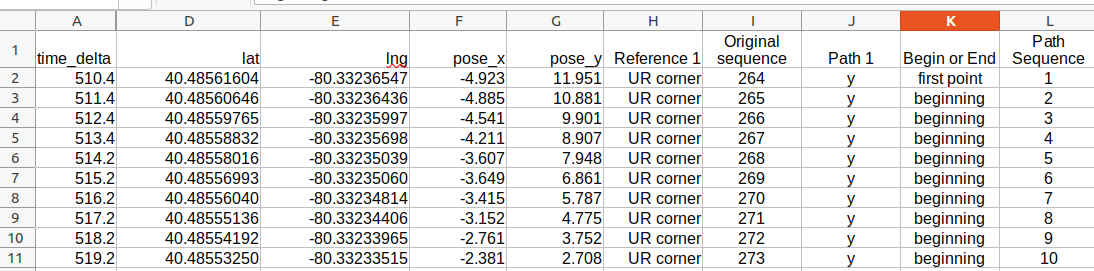 A D E F G H I J K L
1 time_delta lat lng pose_x pose_y Reference 1 Original sequence Path 1 Begin or End Path Sequence
2 510.4 40.48561604 -80.33236547 -4.923 11.951 UR corner 264 y first point 1
3 511.4 40.48560646 -80.33236436 -4.885 10.881 UR corner 265 y beginning 2
4 512.4 40.48559765 -80.33235997 -4.541 9.901 UR corner 266 y beginning 3
5 513.4 40.48558832 -80.33235698 -4.211 8.907 UR corner 267 y beginning 4
6 514.2 40.48558016 -80.33235039 -3.607 7.948 UR corner 268 y beginning 5
7 515.2 40.48556993 -80.33235060 -3.649 6.861 UR corner 269 y beginning 6
8 516.2 40.48556040 -80.33234814 -3.415 5.787 UR corner 270 y beginning 7
9 517.2 40.48555136 -80.33234406 -3.152 4.775 UR corner 271 y beginning 8
10 518.2 40.48554192 -80.33233965 -2.761 3.752 UR corner 272 y beginning 9
11 519.2 40.48553250 -80.33233515 -2.381 2.708 UR corner 273 y beginning 10